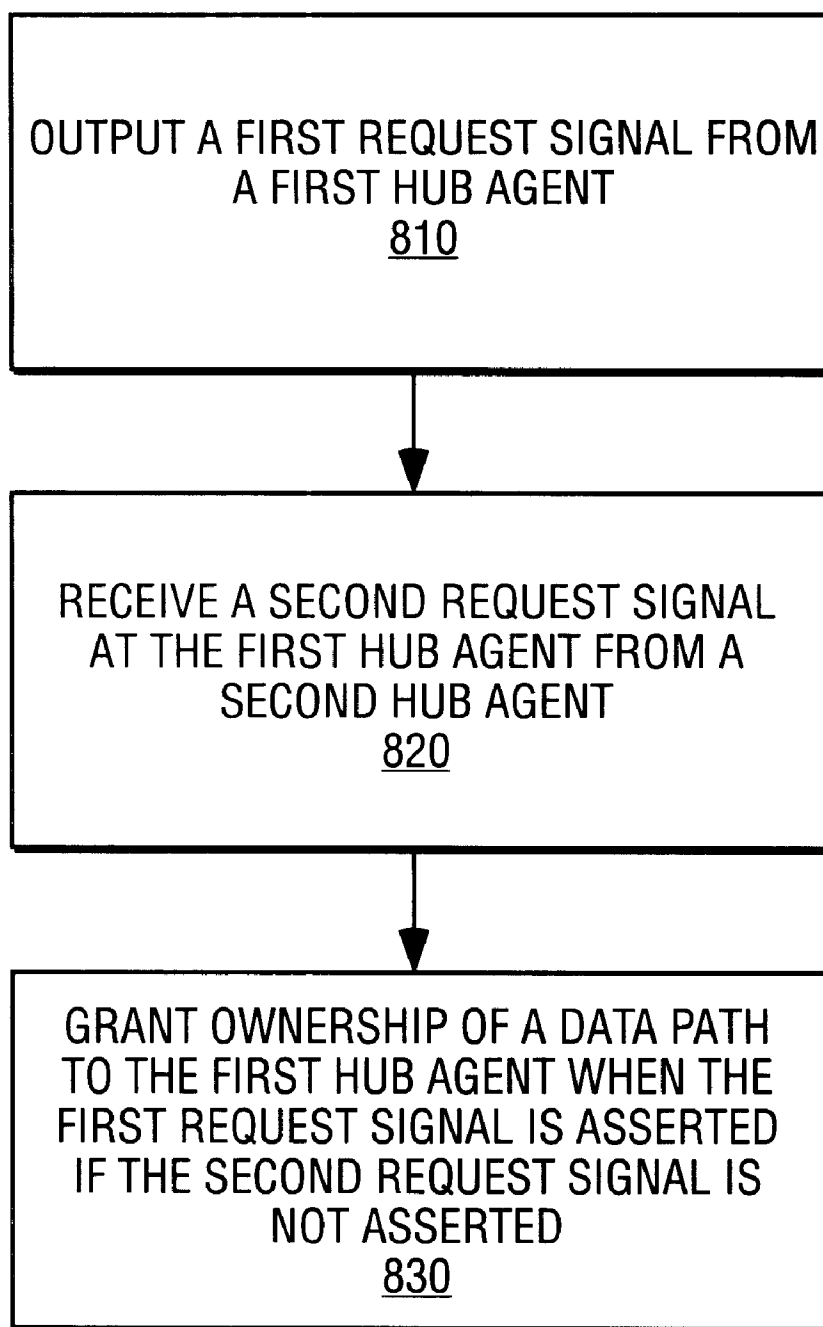 OUTPUT A FIRST REQUEST SIGNAL FROM
A FIRST HUB AGENT
810
RECEIVE A SECOND REQUEST SIGNAL
AT THE FIRST HUB AGENT FROM A
SECOND HUB AGENT
820
GRANT OWNERSHIP OF A DATA PATH
TO THE FIRST HUB AGENT WHEN THE
FIRST REQUEST SIGNAL IS ASSERTED
IF THE SECOND REQUEST SIGNAL IS
NOT ASSERTED
830